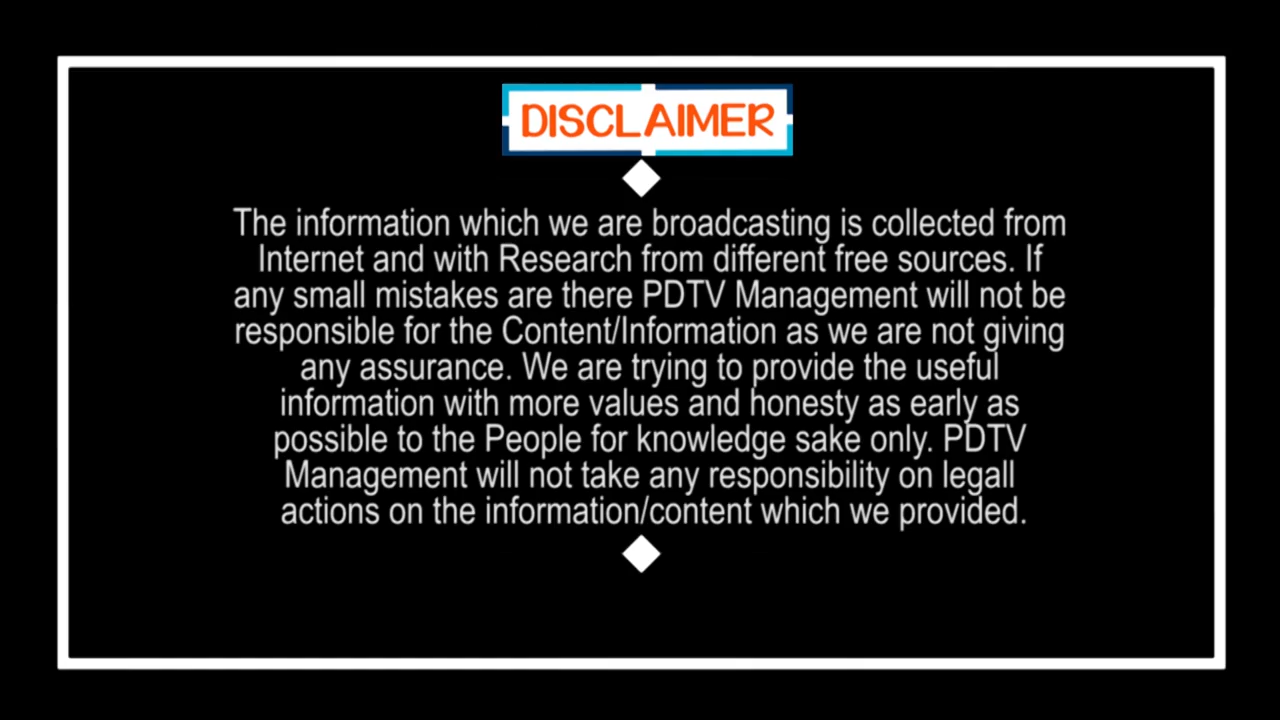 DISCLAIMER
The information which we are broadcasting is collected from
Internet and with Research from different free sources. If
any small mistakes are there PDTV Management will not be
responsible for the Content/Information as we are not giving
any assurance. We are trying to provide the useful
information with more values and honesty as early as
possible to the People for knowledge sake only. PDTV
Management will not take any responsibility on legall
actions on the information/content which we provided.